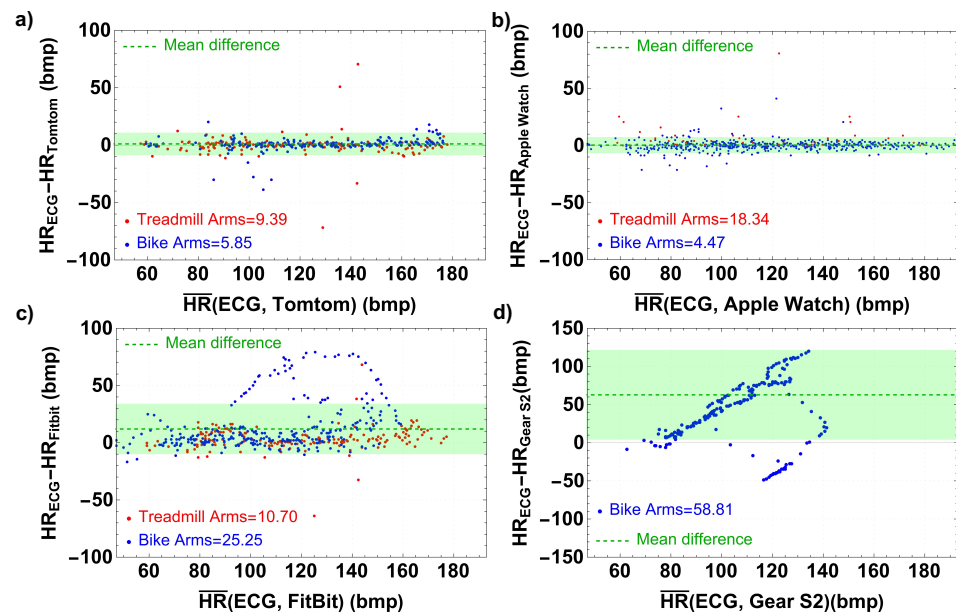 a)
HR_ECG−HR_Tomtom (bmp)
100
50
0
−50
−100
Mean difference
Treadmill Arms=9.39
Bike Arms=5.85
60 80 100 120 140 160 180
HR(ECG, Tomtom) (bmp)
b)
HR_ECG−HR_Apple Watch (bmp)
100
50
0
−50
−100
Mean difference
Treadmill Arms=18.34
Bike Arms=4.47
60 80 100 120 140 160 180
HR(ECG, Apple Watch) (bmp)
c)
HR_ECG−HR_Fitbit (bmp)
100
50
0
−50
−100
Mean difference
Treadmill Arms=10.70
Bike Arms=25.25
60 80 100 120 140 160 180
HR(ECG, FitBit) (bmp)
d)
HR_ECG−HR_Gear S2(bmp)
150
100
50
0
−50
−100
−150
Bike Arms=58.81
Mean difference
60 80 100 120 140 160 180
HR(ECG, Gear S2)(bmp)